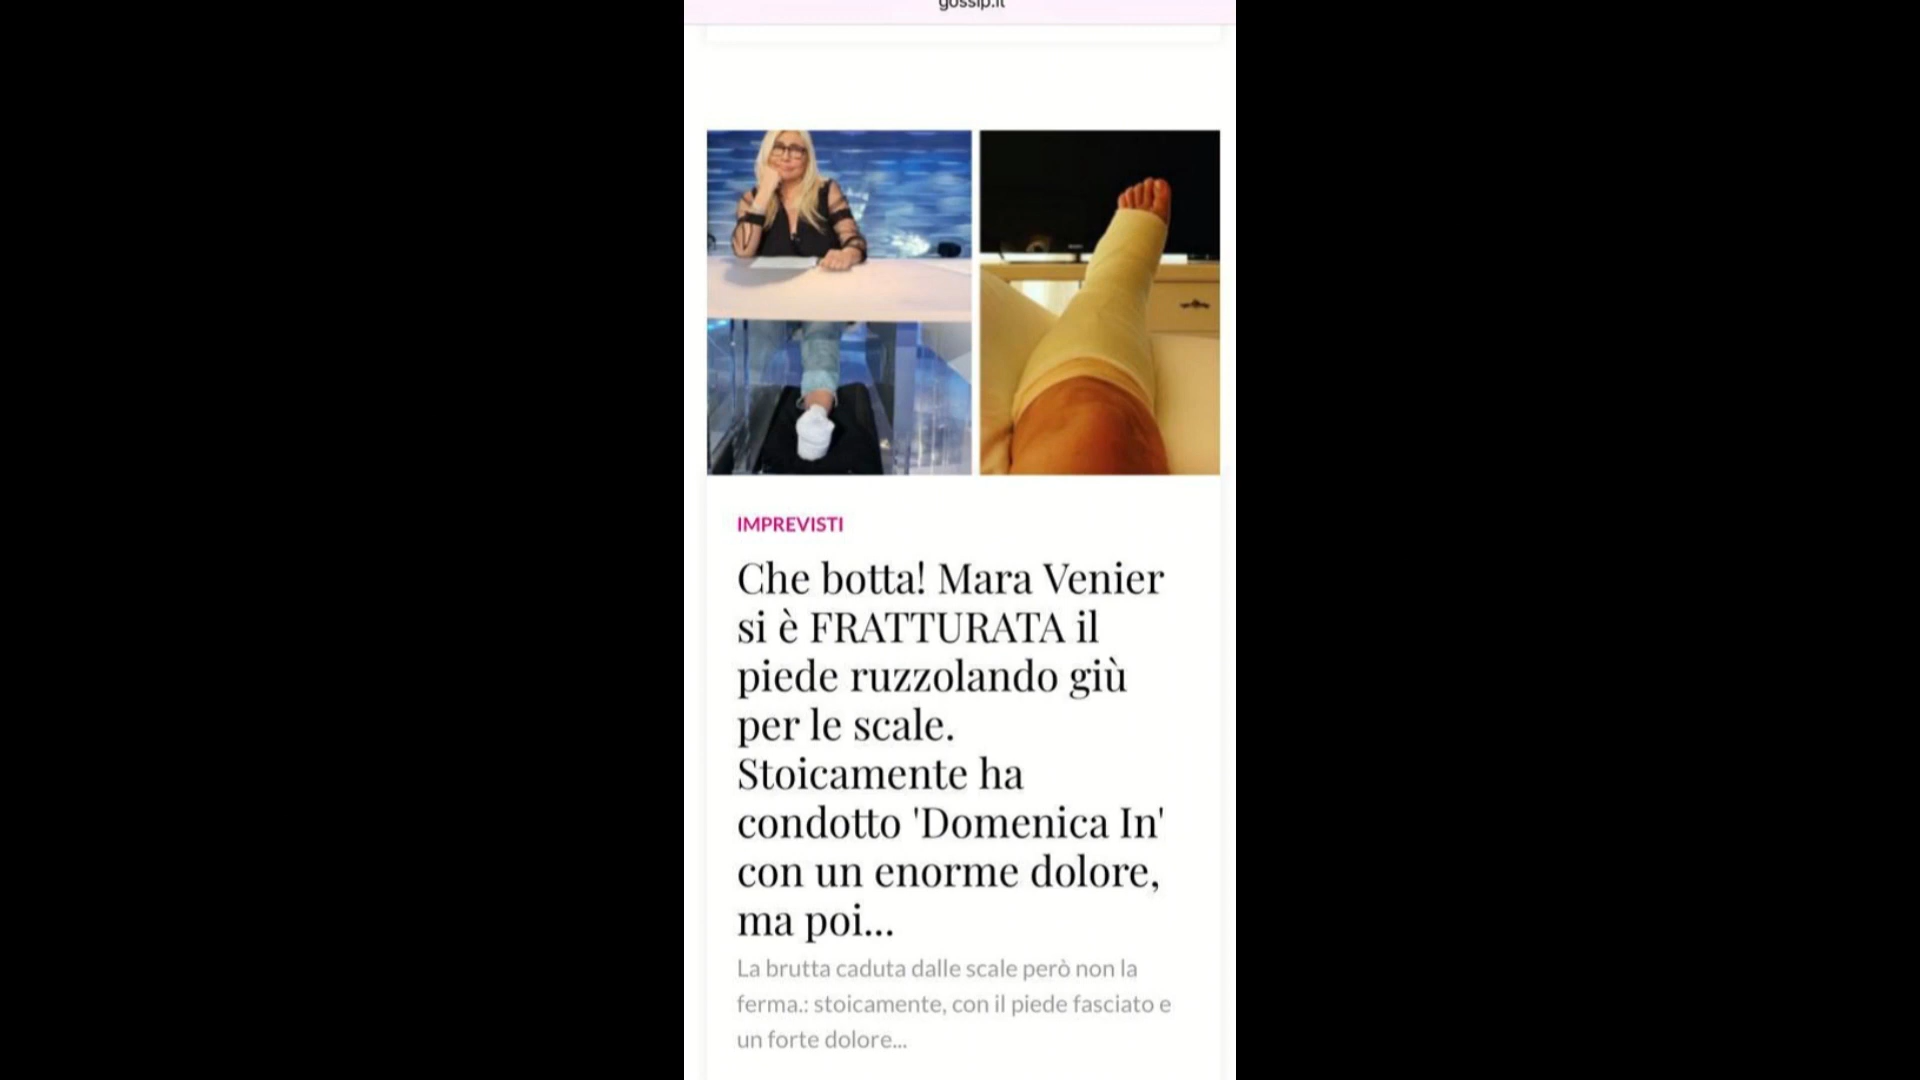 gossip.it
IMPREVISTI
Che botta! Mara Venier
si è FRATTURATA il
piede ruzzolando giù
per le scale.
Stoicamente ha
condotto 'Domenica In'
con un enorme dolore,
ma poi...
La brutta caduta dalle scale però non la
ferma.: stoicamente, con il piede fasciato e
un forte dolore...